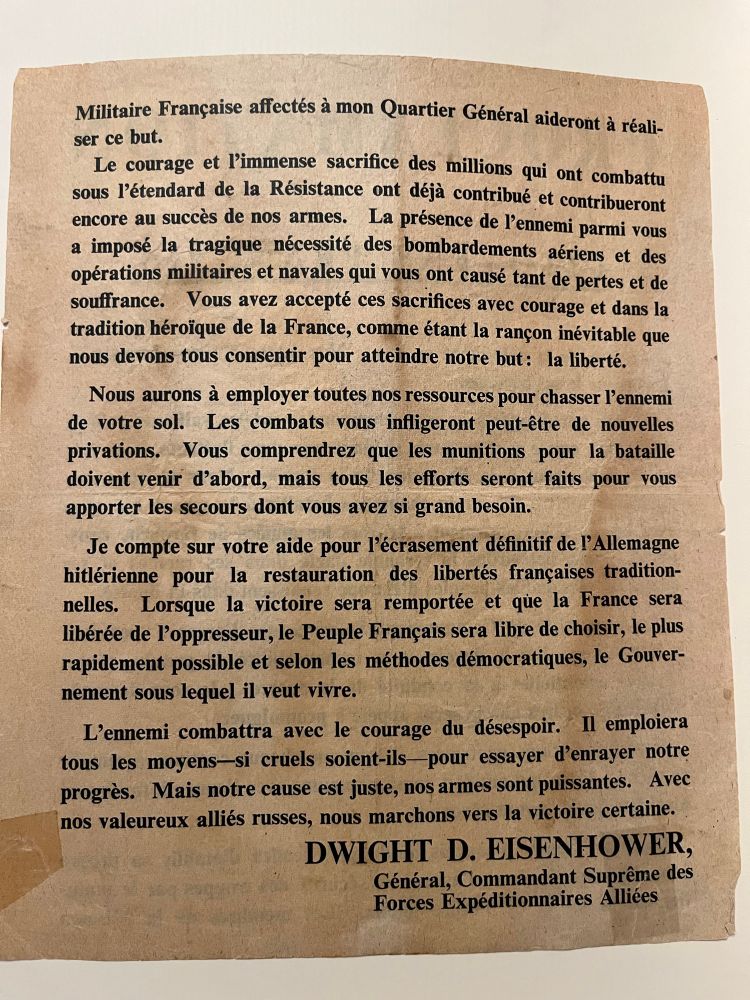 Militaire Française affectés à mon Quartier Général aideront à réali-
ser ce but.
Le courage et l'immense sacrifice des millions qui ont combattu
sous l'étendard de la Résistance ont déjà contribué et contribueront
encore au succès de nos armes. La présence de l'ennemi parmi vous
a imposé la tragique nécessité des bombardements aériens et des
opérations militaires et navales qui vous ont causé tant de pertes et de
souffrance. Vous avez accepté ces sacrifices avec courage et dans la
tradition héroïque de la France, comme étant la rançon inévitable que
nous devons tous consentir pour atteindre notre but: la liberté.
Nous aurons à employer toutes nos ressources pour chasser l'ennemi
de votre sol. Les combats vous infligeront peut-être de nouvelles
privations. Vous comprendrez que les munitions pour la bataille
doivent venir d'abord, mais tous les efforts seront faits pour vous
apporter les secours dont vous avez si grand besoin.
Je compte sur votre aide pour l'écrasement définitif de l'Allemagne
hitlérienne pour la restauration des libertés françaises tradition-
nelles. Lorsque la victoire sera remportée et que la France sera
libérée de l'oppresseur, le Peuple Français sera libre de choisir, le plus
rapidement possible et selon les méthodes démocratiques, le Gouver-
nement sous lequel il veut vivre.
L'ennemi combattra avec le courage du désespoir. Il emploiera
tous les moyens—si cruels soient-ils—pour essayer d'enrayer notre
progrès. Mais notre cause est juste, nos armes sont puissantes. Avec
nos valeureux alliés russes, nous marchons vers la victoire certaine.
DWIGHT D. EISENHOWER,
Général, Commandant Suprême des
Forces Expéditionnaires Alliées